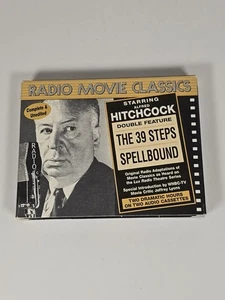 RADIO MOVIE CLASSICS
Complete & Unedited
STARRING
ALFRED
HITCHCOCK
DOUBLE FEATURE
THE 39 STEPS
SPELLBOUND
Original Radio Adaptations of
Movie Classics as Heard on
the Lux Radio Theatre Series
Special Introduction by WNBC-TV
Movie Critic Jeffrey Lyons
TWO DRAMATIC HOURS
ON TWO AUDIO CASSETTES
RADIO